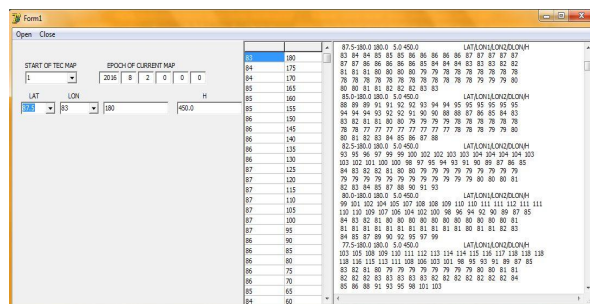 Form1
Open Close
START OF TEC MAP
EPOCH OF CURRENT MAP
1
2016 8 2 0 0 0
LAT LON H
87.5 83 180 450.0
83 180
84 175
84 170
85 165
85 160
85 155
86 150
86 145
86 140
86 135
86 130
87 125
87 120
87 115
87 110
87 105
87 100
87 95
86 90
86 85
86 80
86 75
86 70
85 65
84 60
87.5-180.0 180.0 5.0 450.0 LAT/LON1/LON2/DLON/H
83 84 84 85 85 85 86 86 86 86 86 87 87 87 87 87
87 87 86 86 86 86 86 85 84 84 84 83 83 83 82 82
81 81 81 80 80 80 80 79 79 78 78 78 78 78 78 78
78 78 78 78 78 78 78 78 78 78 78 79 79 79 79 80
80 80 81 81 82 82 82 83 83
85.0-180.0 180.0 5.0 450.0 LAT/LON1/LON2/DLON/H
88 89 89 91 91 92 92 93 94 94 95 95 95 95 95 95
94 94 94 93 93 92 92 91 90 90 88 88 87 86 85 84 83
83 82 81 81 80 80 80 79 79 79 79 78 78 78 78 78
78 78 77 77 77 77 77 77 77 77 78 78 78 79 79 80
80 81 82 83 84 85 86 87 88
82.5-180.0 180.0 5.0 450.0 LAT/LON1/LON2/DLON/H
93 95 96 97 99 99 100 102 102 103 103 104 104 104 104 103
103 102 101 100 100 98 97 95 94 93 91 90 89 87 86 85
84 83 82 82 81 80 80 79 79 79 79 79 79 79 79 79
79 79 79 79 79 79 79 79 79 79 79 80 80 80 81 81
82 83 84 85 87 88 90 91 93
80.0-180.0 180.0 5.0 450.0 LAT/LON1/LON2/DLON/H
99 101 102 104 105 107 108 108 109 110 110 111 111 112 111 111
110 110 109 107 106 104 102 100 98 96 94 92 90 89 87 85
84 83 82 81 80 80 80 80 80 80 80 80 80 81 81 81
81 81 81 81 81 81 81 81 81 81 81 80 81 81 82 83
84 85 87 89 90 92 95 97 99
77.5-180.0 180.0 5.0 450.0 LAT/LON1/LON2/DLON/H
103 105 108 109 110 111 112 113 114 114 115 116 117 118 118 118
118 116 115 113 111 108 106 103 101 98 95 93 91 89 87 85
83 82 81 80 79 79 79 79 79 79 79 79 80 80 81 81
82 82 82 83 83 83 83 83 82 82 82 82 82 82 82 84
85 86 88 91 93 95 98 101 103